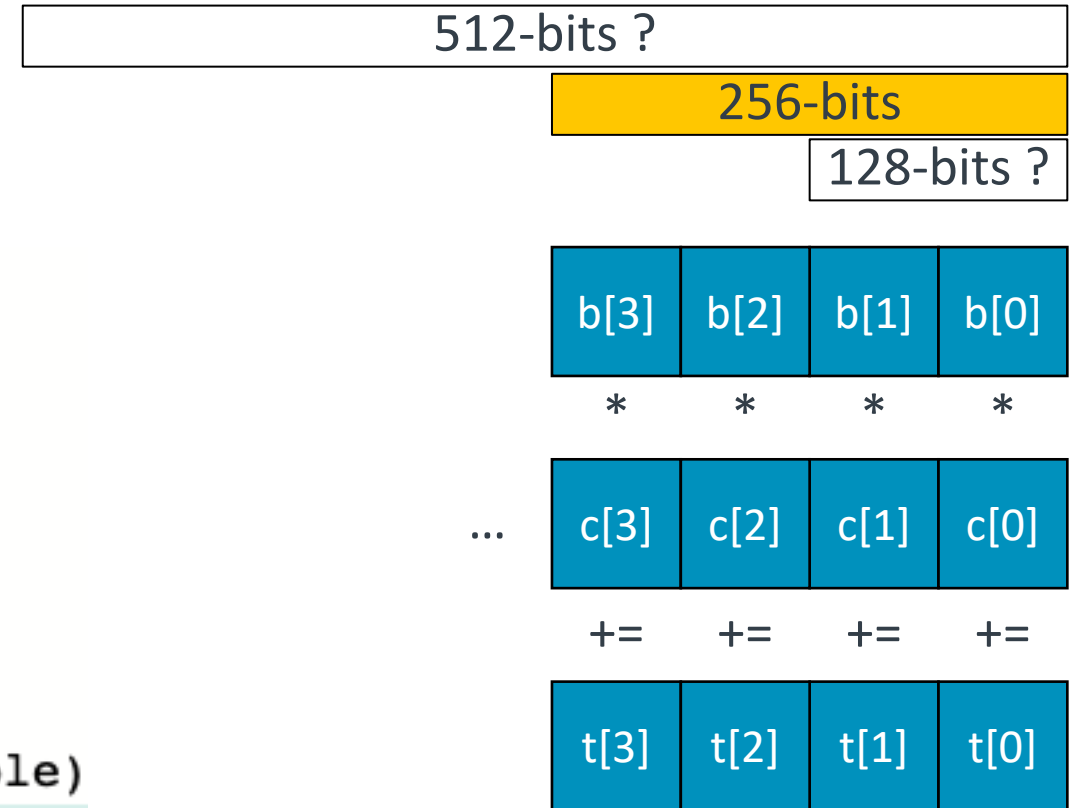 512-bits ?
256-bits
128-bits ?
b[3] b[2] b[1] b[0]
* * * *
... c[3] c[2] c[1] c[0]
+= += += +=
t[3] t[2] t[1] t[0]
le)